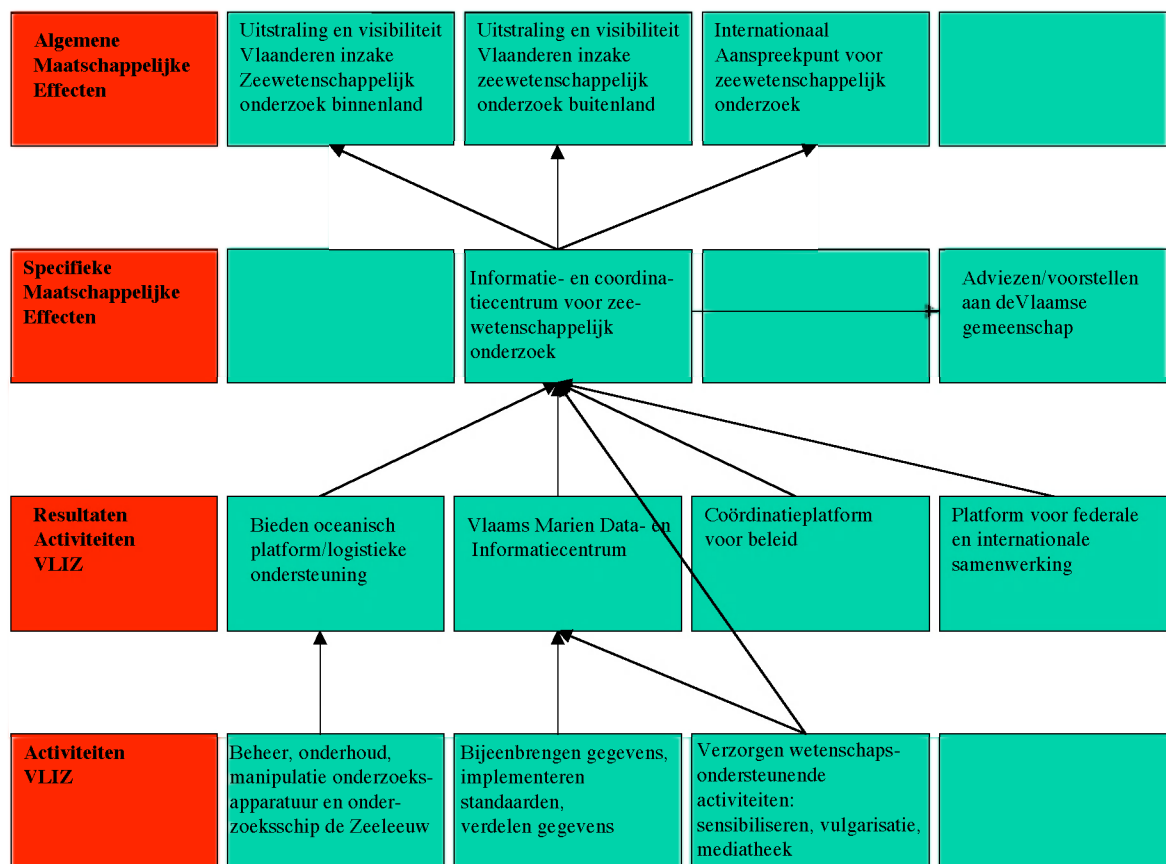 Algemene
Maatschappelijke
Effecten
Uitstraling en visibiliteit
Vlaanderen inzake
Zeewetenschappelijk
onderzoek binnenland
Uitstraling en visibiliteit
Vlaanderen inzake
zeewetenschappelijk
onderzoek buitenland
Internationaal
Aanspreekpunt voor
zeewetenschappelijk
onderzoek
Specifieke
Maatschappelijke
Effecten
Informatie- en coordina-
tiecentrum voor zee-
wetenschappelijk
onderzoek
Adviezen/voorstellen
aan deVlaamse
gemeenschap
Resultaten
Activiteiten
VLIZ
Bieden oceanisch
platform/logistieke
ondersteuning
Vlaams Marien Data- en
Informatiecentrum
Coördinatieplatform
voor beleid
Platform voor federale
en internationale
samenwerking
Activiteiten
VLIZ
Beheer, onderhoud,
manipulatie onderzoeks-
apparatuur en onder-
zoeksschip de Zeeleeuw
Bijeenbrengen gegevens,
implementeren
standaarden,
verdelen gegevens
Verzorgen wetenschaps-
ondersteunende
activiteiten:
sensibiliseren, vulgarisatie,
mediatheek